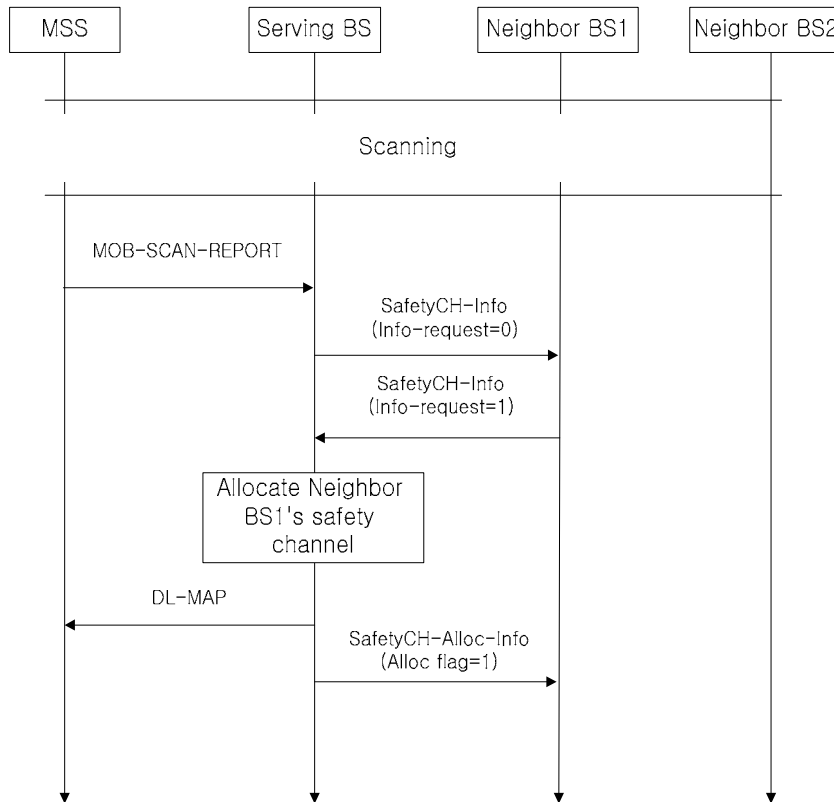 MSS
Serving BS
Neighbor BS1
Neighbor BS2
Scanning
MOB-SCAN-REPORT
SafetyCH-Info
(Info-request=0)
SafetyCH-Info
(Info-request=1)
Allocate Neighbor
BS1's safety
channel
DL-MAP
SafetyCH-Alloc-Info
(Alloc flag=1)